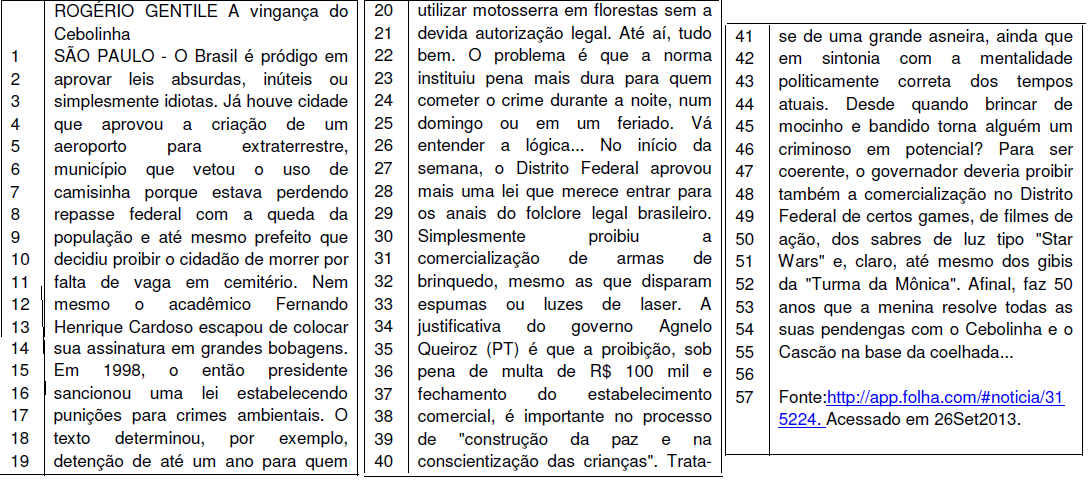 ROGÉRIO GENTILE A vingança do
Cebolinha
1 SÃO PAULO - O Brasil é pródigo em
2 aprovar leis absurdas, inúteis ou
3 simplesmente idiotas. Já houve cidade
4 que aprovou a criação de um
5 aeroporto para extraterrestre,
6 município que vetou o uso de
7 camisinha porque estava perdendo
8 repasse federal com a queda da
9 população e até mesmo prefeito que
10 decidiu proibir o cidadão de morrer por
11 falta de vaga em cemitério. Nem
12 mesmo o acadêmico Fernando
13 Henrique Cardoso escapou de colocar
14 sua assinatura em grandes bobagens.
15 Em 1998, o então presidente
16 sancionou uma lei estabelecendo
17 punições para crimes ambientais. O
18 texto determinou, por exemplo,
19 detenção de até um ano para quem
20 utilizar motosserra em florestas sem a
21 devida autorização legal. Até aí, tudo
22 bem. O problema é que a norma
23 instituiu pena mais dura para quem
24 cometer o crime durante a noite, num
25 domingo ou em um feriado. Vá
26 entender a lógica... No início da
27 semana, o Distrito Federal aprovou
28 mais uma lei que merece entrar para
29 os anais do folclore legal brasileiro.
30 Simplesmente proibiu a
31 comercialização de armas de
32 brinquedo, mesmo as que disparam
33 espumas ou luzes de laser. A
34 justificativa do governo Agnelo
35 Queiroz (PT) é que a proibição, sob
36 pena de multa de R$ 100 mil e
37 fechamento do estabelecimento
38 comercial, é importante no processo
39 de "construção da paz e na
40 conscientização das crianças". Trata-
41 se de uma grande asneira, ainda que
42 em sintonia com a mentalidade
43 politicamente correta dos tempos
44 atuais. Desde quando brincar de
45 mocinho e bandido torna alguém um
46 criminoso em potencial? Para ser
47 coerente, o governador deveria proibir
48 também a comercialização no Distrito
49 Federal de certos games, de filmes de
50 ação, dos sabres de luz tipo "Star
51 Wars" e, claro, até mesmo dos gibis
52 da "Turma da Mônica". Afinal, faz 50
53 anos que a menina resolve todas as
54 suas pendengas com o Cebolinha e o
55 Cascão na base da coelhada...
56
57 Fonte:http://app.folha.com/#noticia/31
5224. Acessado em 26Set2013.